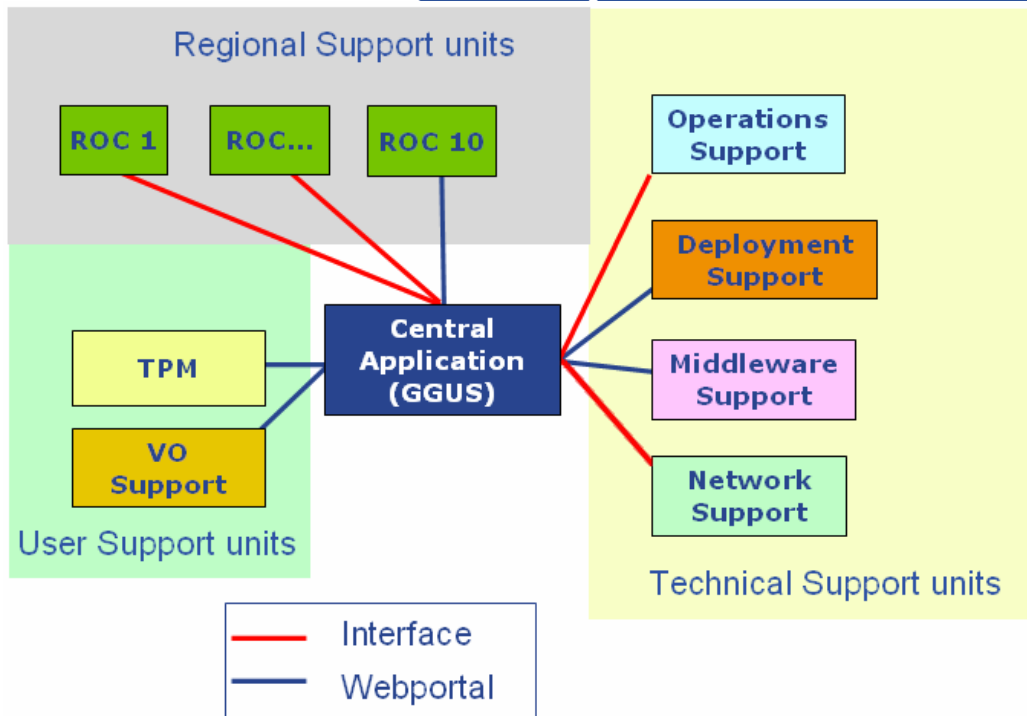 Regional Support units
ROC 1
ROC...
ROC 10
Operations
Support
Deployment
Support
Central
Application
(GGUS)
TPM
Middleware
Support
VO
Support
Network
Support
User Support units
Technical Support units
Interface
Webportal